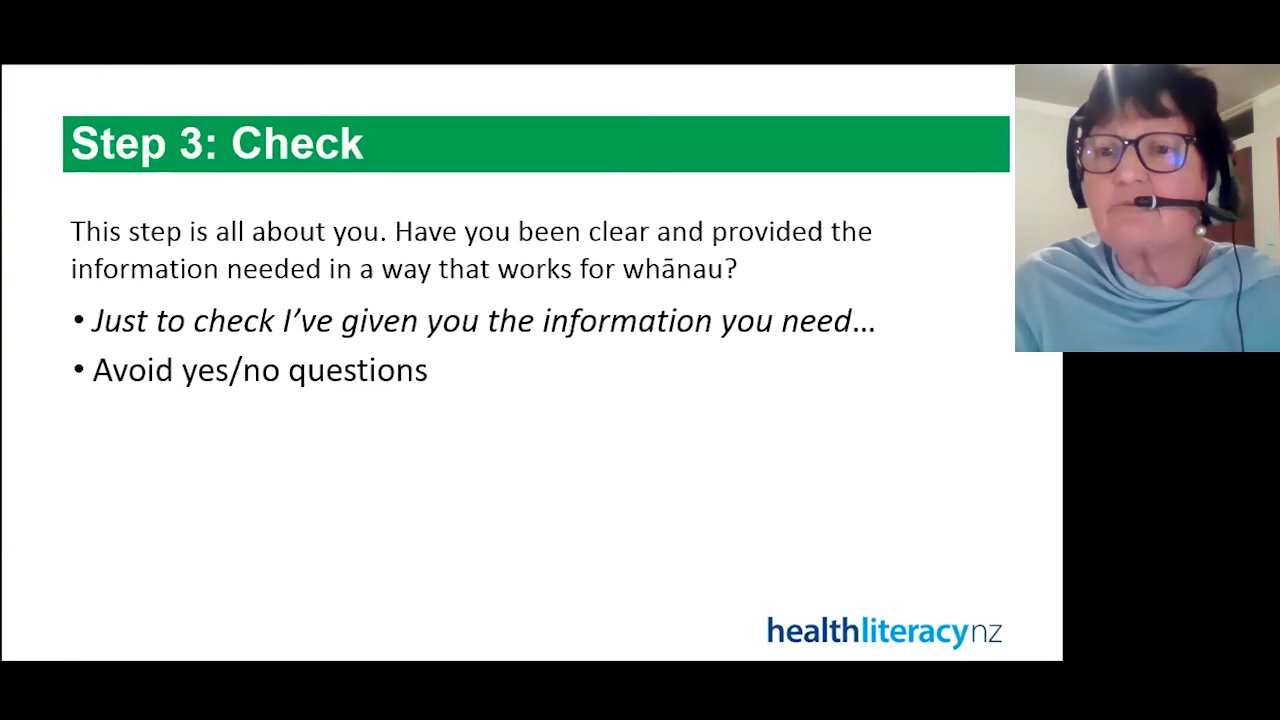 Step 3: Check
This step is all about you. Have you been clear and provided the
information needed in a way that works for whānau?
• Just to check I’ve given you the information you need…
• Avoid yes/no questions
healthliteracynz